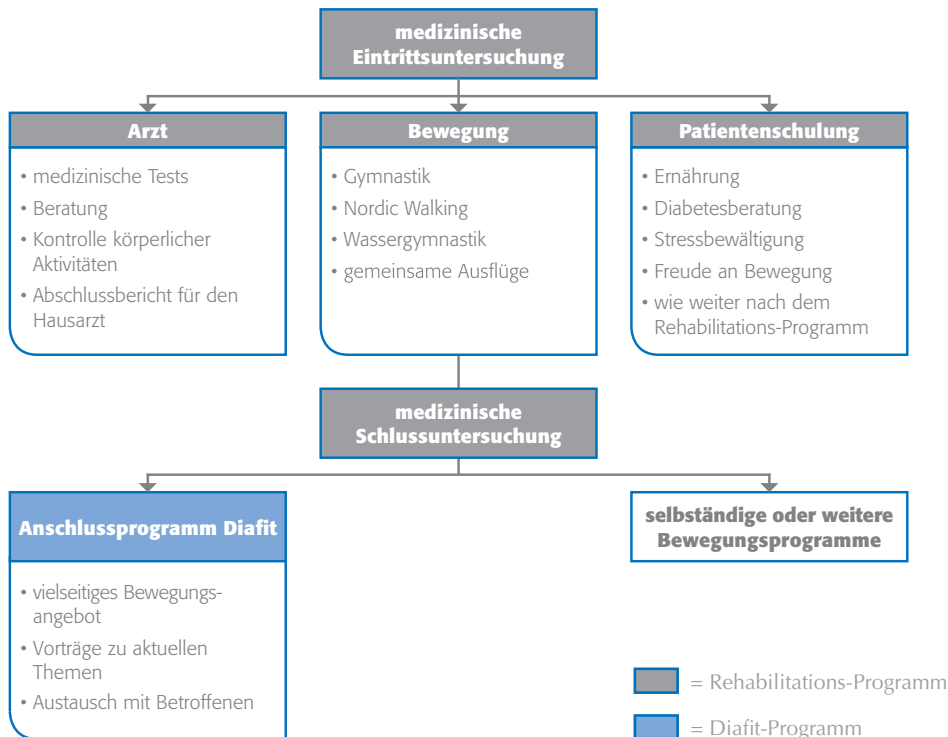 medizinische
Eintrittsuntersuchung
Arzt
• medizinische Tests
• Beratung
• Kontrolle körperlicher
Aktivitäten
• Abschlussbericht für den
Hausarzt
Bewegung
• Gymnastik
• Nordic Walking
• Wassergymnastik
• gemeinsame Ausflüge
Patientenschulung
• Ernährung
• Diabetesberatung
• Stressbewältigung
• Freude an Bewegung
• wie weiter nach dem
Rehabilitations-Programm
medizinische
Schlussuntersuchung
Anschlussprogramm Diafit
• vielseitiges Bewegungs-
angebot
• Vorträge zu aktuellen
Themen
• Austausch mit Betroffenen
selbständige oder weitere
Bewegungsprogramme
= Rehabilitations-Programm
= Diafit-Programm